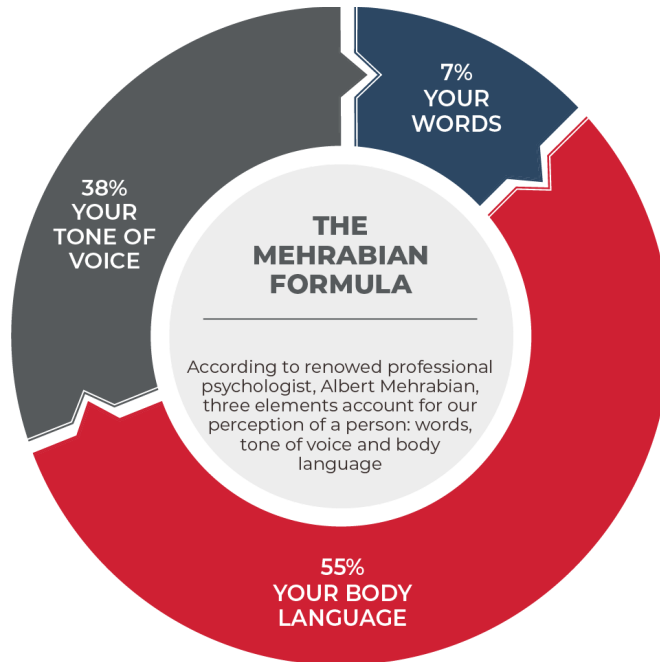 7%
YOUR
WORDS
38%
YOUR
TONE OF
VOICE
THE
MEHRABIAN
FORMULA
According to renowed professional
psychologist, Albert Mehrabian,
three elements account for our
perception of a person: words,
tone of voice and body
language
55%
YOUR BODY
LANGUAGE